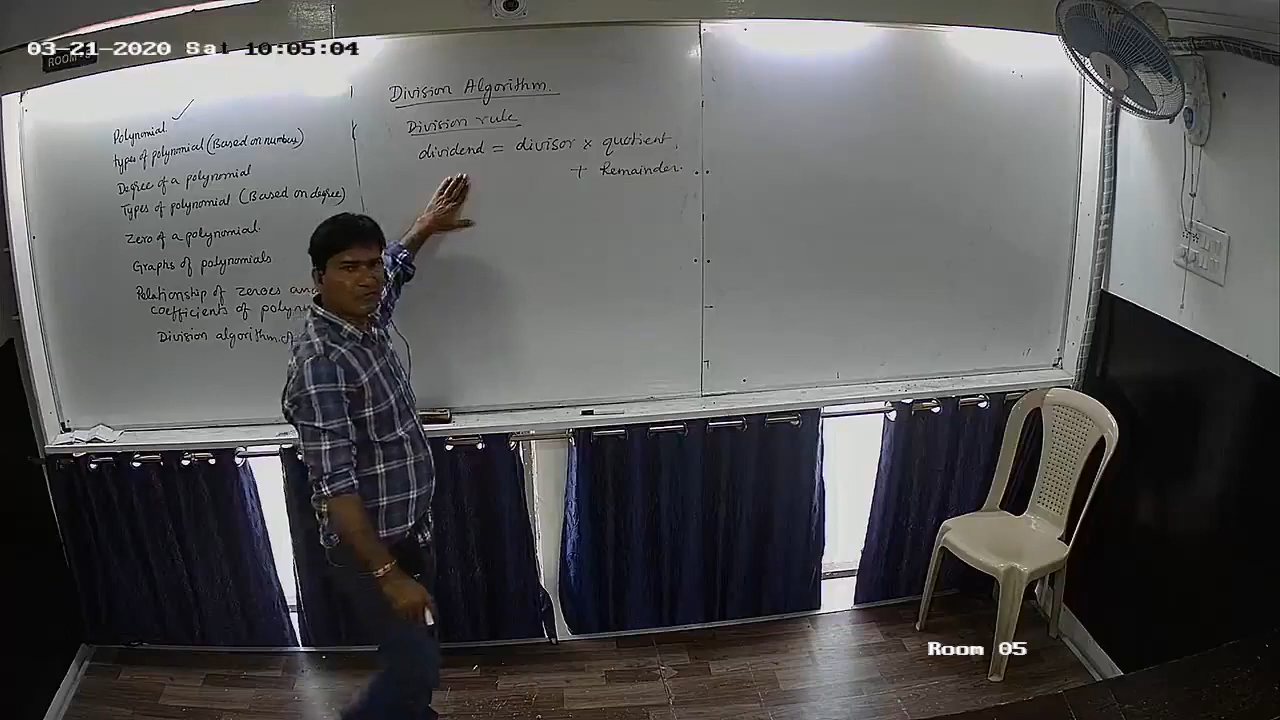 03-21-2020 Sat 10:05:04
ROOM
Polynomial ✓
Types of polynomial (Based on number)
Degree of a polynomial
Types of polynomial (Based on degree)
Zero of a polynomial.
Graphs of polynomials
Relationship of zeroes
coefficients of
Division algorithm.
Division Algorithm.
Division rule
dividend = divisor × quotient
+ Remainder.
Room 05